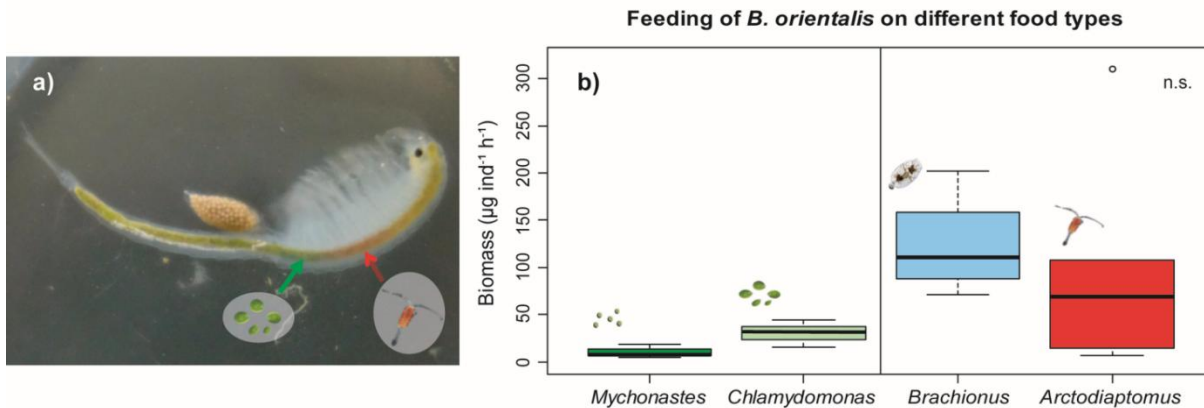 Feeding of B. orientalis on different food types
a)
b)
n.s.
Biomass (µg ind⁻¹ h⁻¹)
300
250
200
150
100
50
0
Mychonastes
Chlamydomonas
Brachionus
Arctodiaptomus